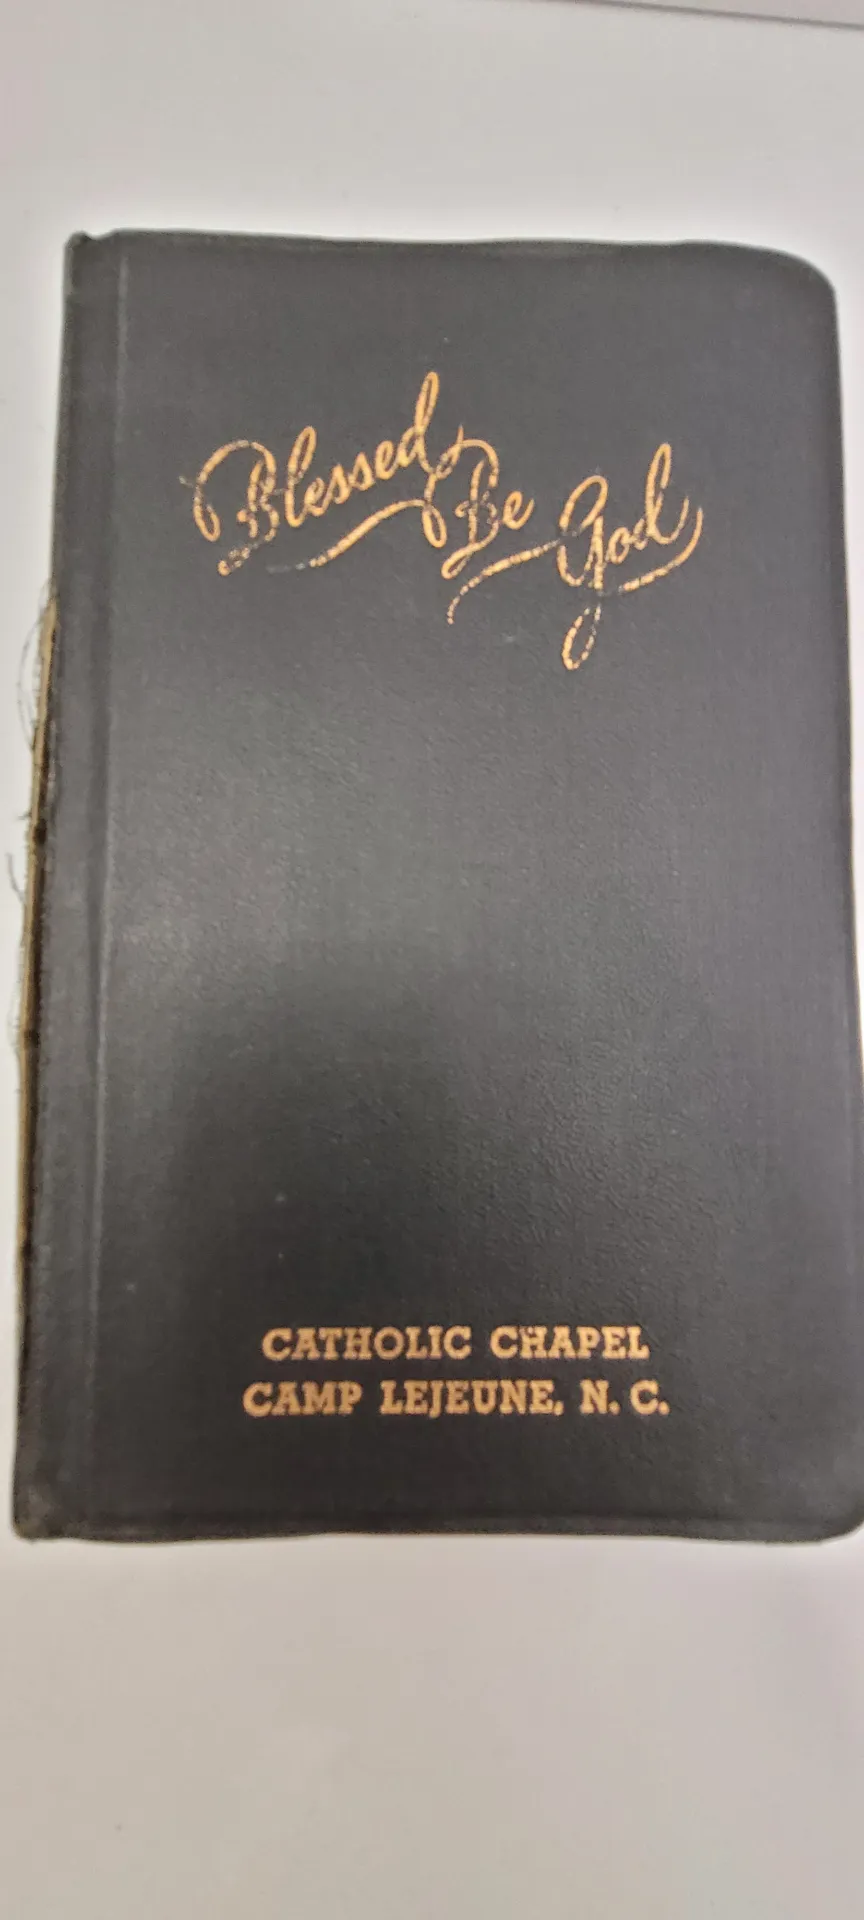 Blessed Be God
CATHOLIC CHAPEL
CAMP LEJEUNE, N. C.